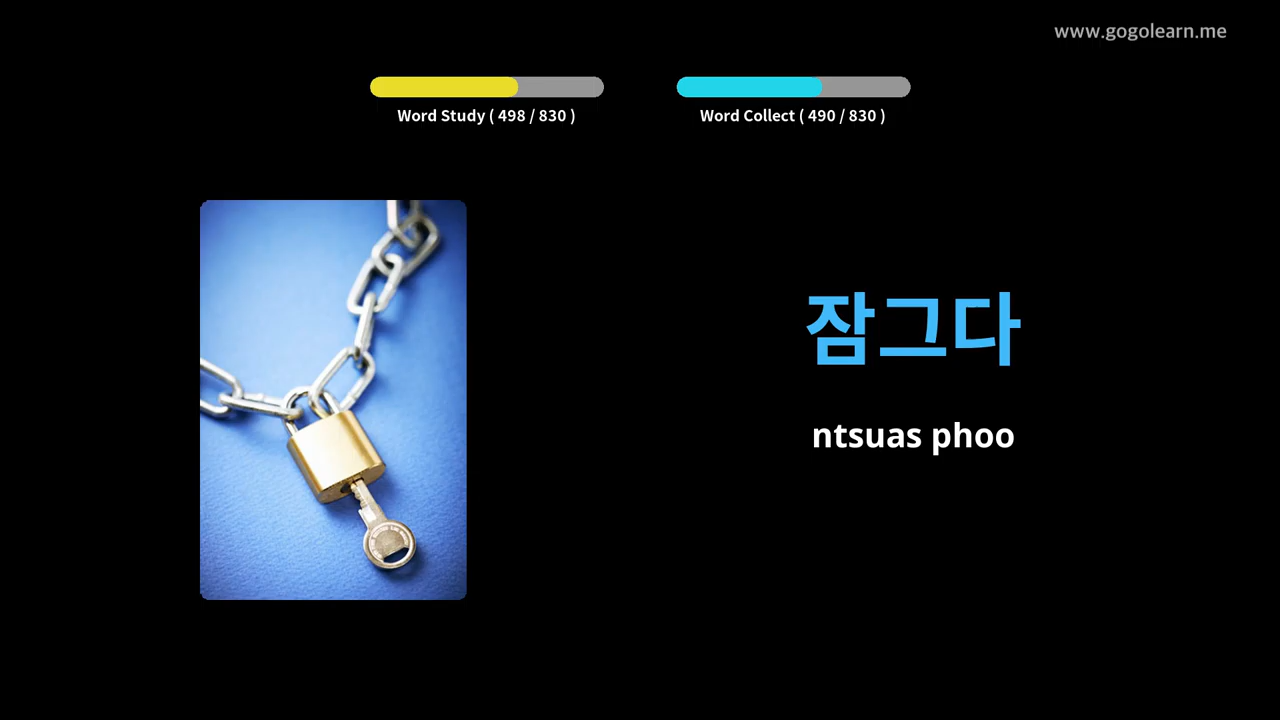 www.gogolearn.me
Word Study ( 498 / 830 )
Word Collect ( 490 / 830 )
잠그다
ntsuas phoo